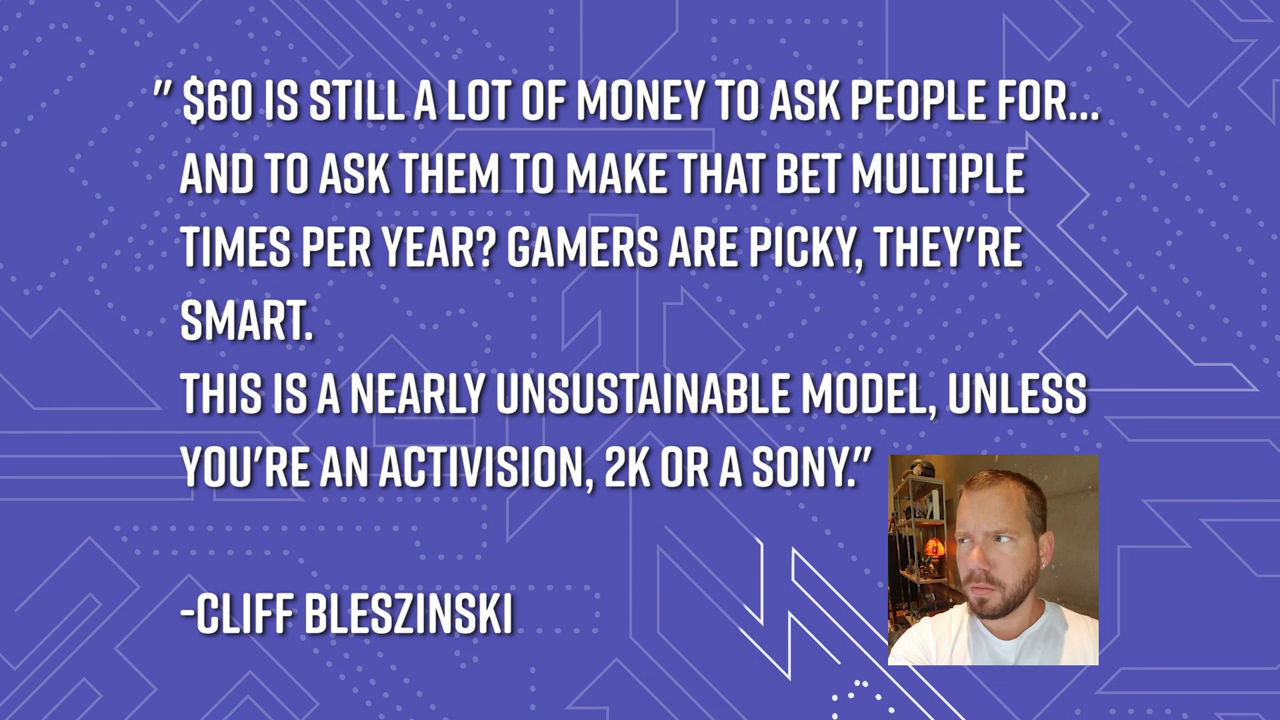 " $60 IS STILL A LOT OF MONEY TO ASK PEOPLE FOR...
AND TO ASK THEM TO MAKE THAT BET MULTIPLE
TIMES PER YEAR? GAMERS ARE PICKY, THEY'RE
SMART.
THIS IS A NEARLY UNSUSTAINABLE MODEL, UNLESS
YOU'RE AN ACTIVISION, 2K OR A SONY."
-CLIFF BLESZINSKI